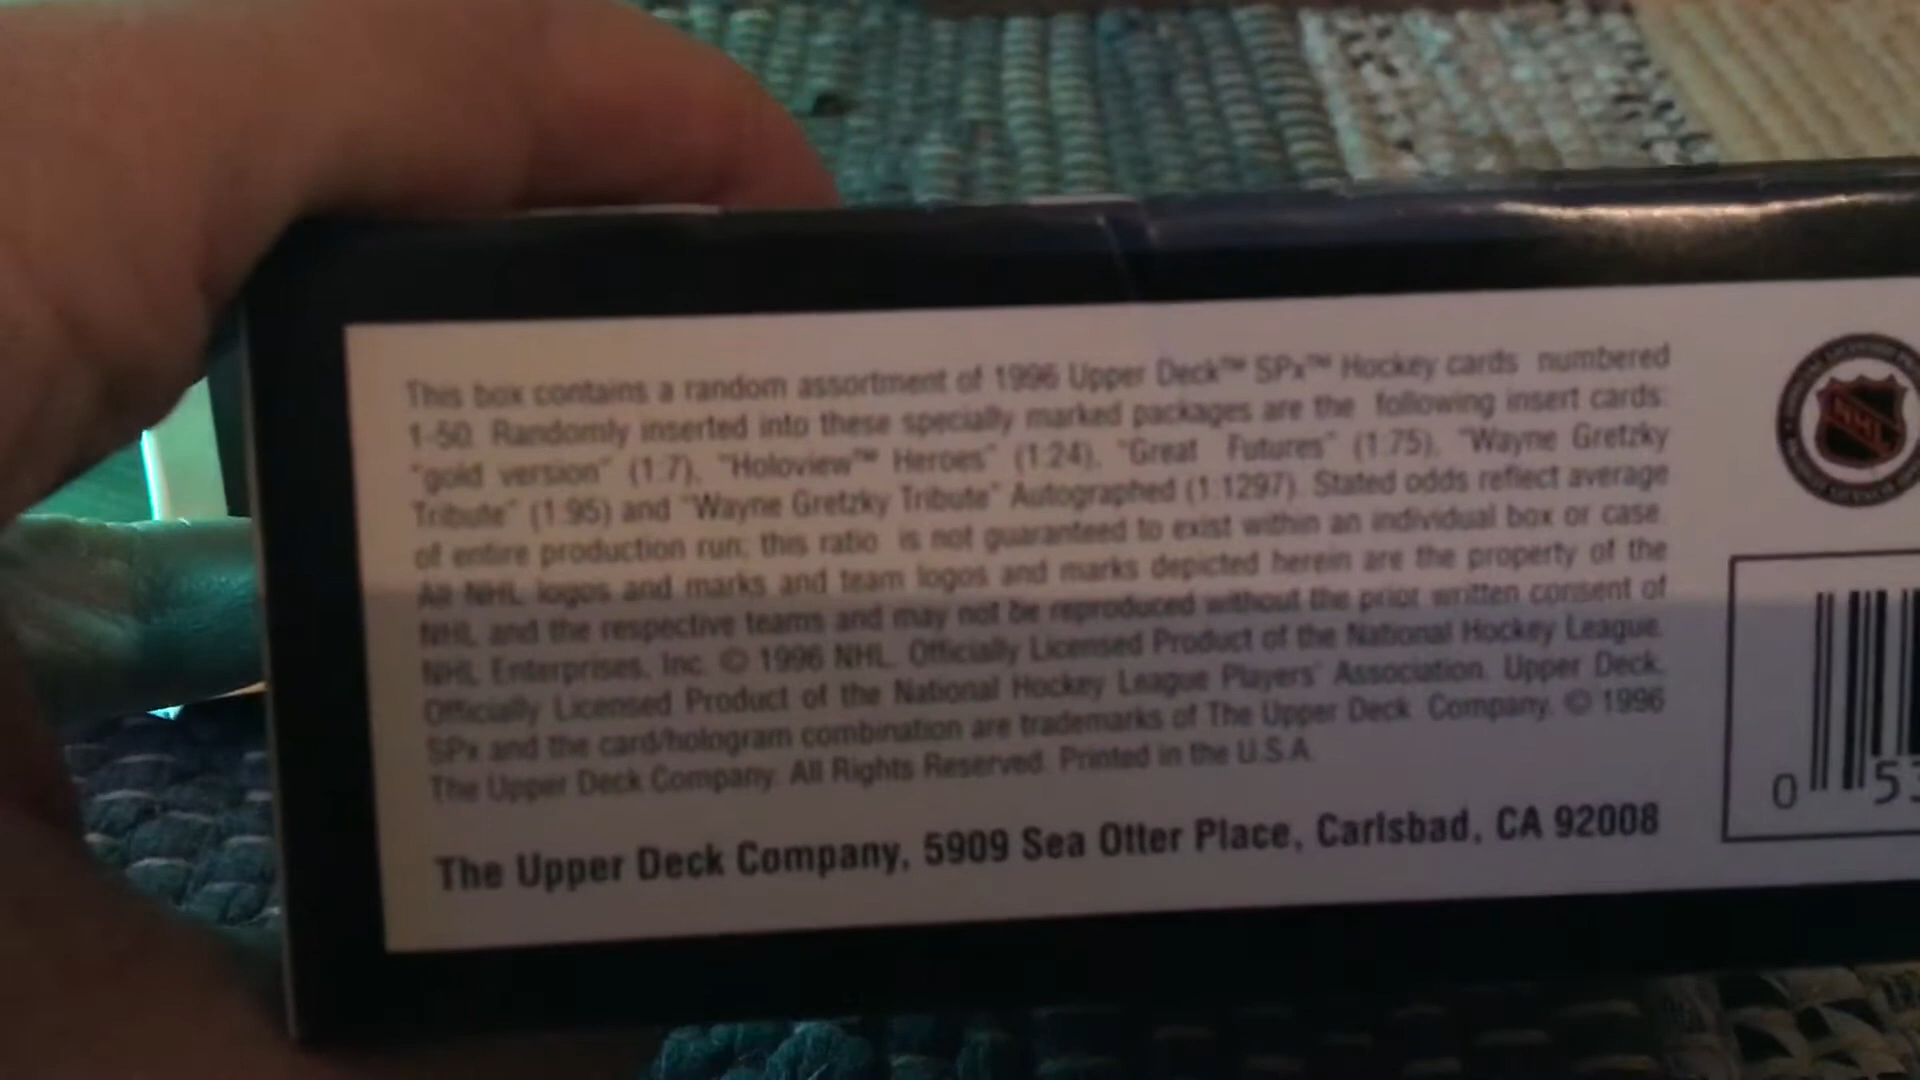 This box contains a random assortment of 1996 Upper Deck™ SPx™ Hockey cards numbered
1-50. Randomly inserted into these specially marked packages are the following insert cards:
"gold version" (1:7), "Holoview™ Heroes" (1:24), "Great Futures" (1:75), "Wayne Gretzky
Tribute" (1:95) and "Wayne Gretzky Tribute" Autographed (1:1297). Stated odds reflect average
of entire production run; this ratio is not guaranteed to exist within an individual box or case.
All NHL logos and marks and team logos and marks depicted herein are the property of the
NHL and the respective teams and may not be reproduced without the prior written consent of
NHL Enterprises, Inc. © 1996 NHL. Officially Licensed Product of the National Hockey League.
Officially Licensed Product of the National Hockey League Players' Association. Upper Deck,
SPx and the card/hologram combination are trademarks of The Upper Deck Company. © 1996
The Upper Deck Company. All Rights Reserved. Printed in the U.S.A.
The Upper Deck Company, 5909 Sea Otter Place, Carlsbad, CA 92008
NHL
0 53